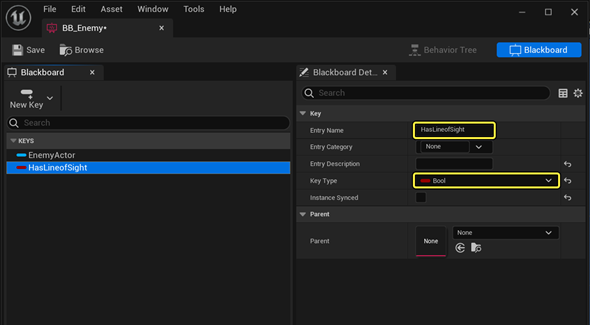 File Edit Asset Window Tools Help
BB_Enemy•
Save Browse Behavior Tree Blackboard
Blackboard
New Key
Search
KEYS
EnemyActor
HasLineofSight
Blackboard Det...
Search
Key
Entry Name HasLineofSight
Entry Category None
Entry Description
Key Type Bool
Instance Synced
Parent
Parent None None